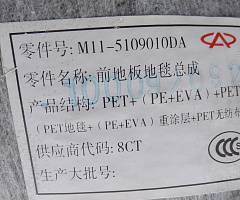 零件号: M11-5109010DA
零件名称: 前地板地毯总成
产品结构: PET+(PE+EVA)+PET
(PET地毯+(PE+EVA)重涂层+PET无纺布
供应商代码: 8CT
生产大批号: